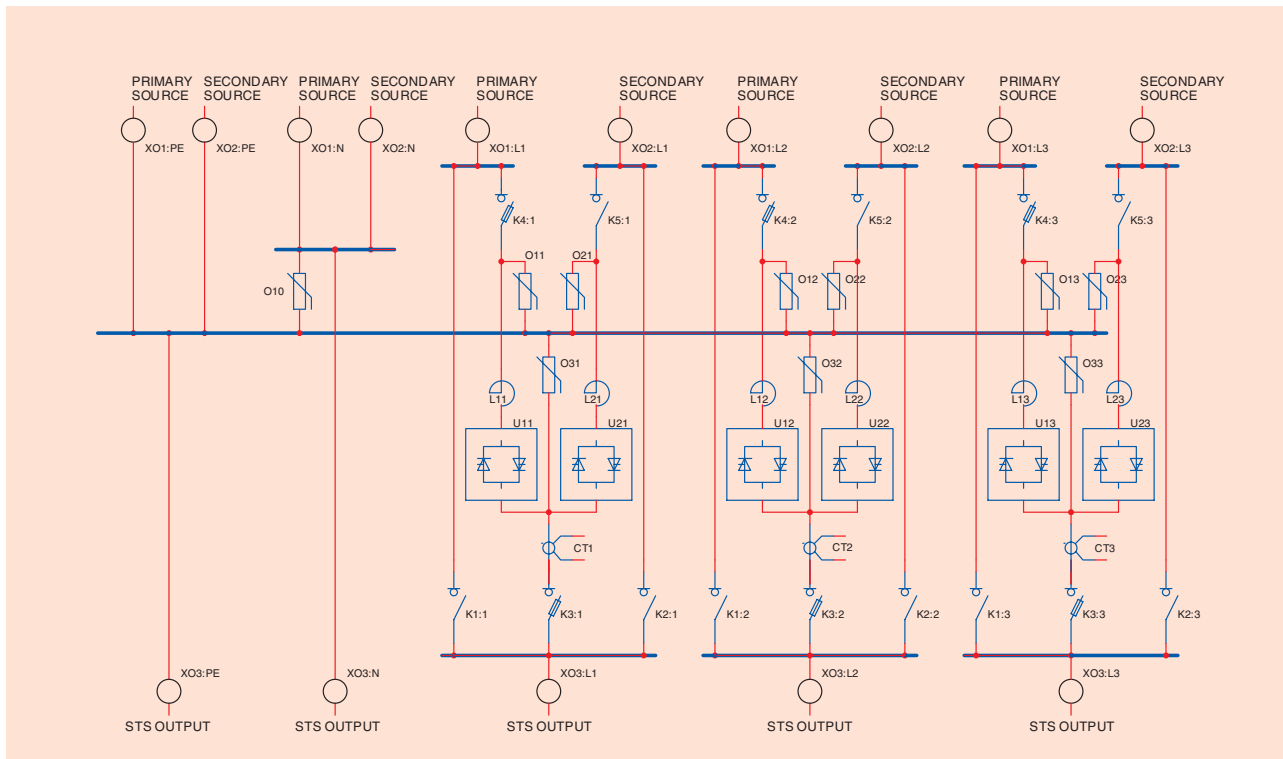 PRIMARY
SOURCE
SECONDARY
SOURCE
PRIMARY
SOURCE
SECONDARY
SOURCE
PRIMARY
SOURCE
SECONDARY
SOURCE
PRIMARY
SOURCE
SECONDARY
SOURCE
PRIMARY
SOURCE
SECONDARY
SOURCE
XO1:PE
XO2:PE
XO1:N
XO2:N
XO1:L1
XO2:L1
XO1:L2
XO2:L2
XO1:L3
XO2:L3
K4:1
K5:1
K4:2
K5:2
K4:3
K5:3
O10
O11
O21
O12
O22
O13
O23
O31
O32
O33
L11
L21
L12
L22
L13
L23
U11
U21
U12
U22
U13
U23
CT1
CT2
CT3
K1:1
K3:1
K2:1
K1:2
K3:2
K2:2
K1:3
K3:3
K2:3
XO3:PE
XO3:N
XO3:L1
XO3:L2
XO3:L3
STS OUTPUT
STS OUTPUT
STS OUTPUT
STS OUTPUT
STS OUTPUT